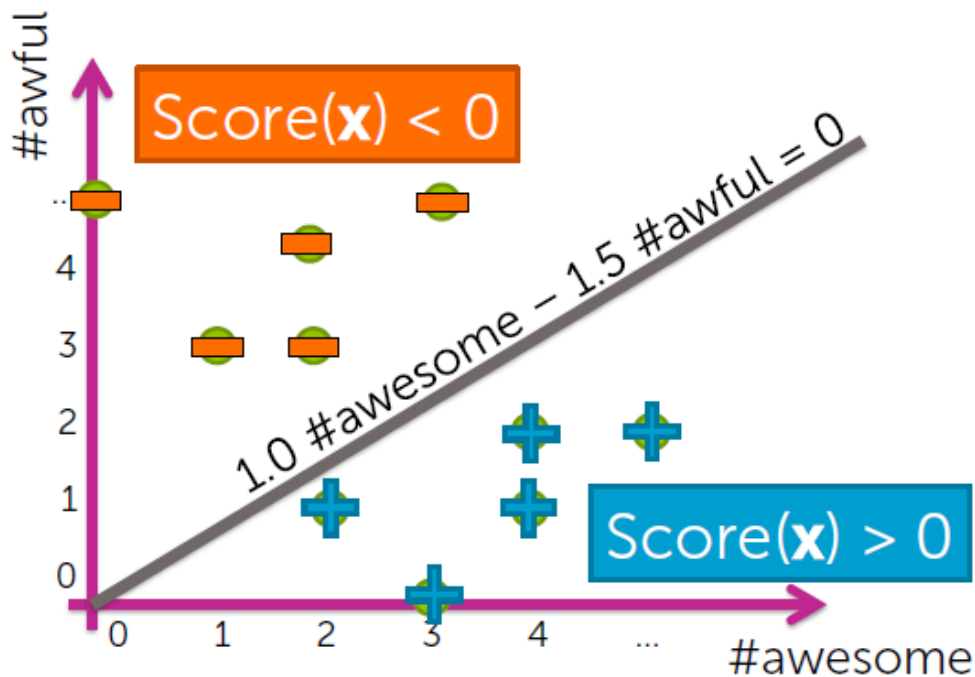 #awful
Score(x) < 0
1.0 #awesome – 1.5 #awful = 0
...
4
3
2
1
0
Score(x) > 0
0 1 2 3 4 ...
#awesome